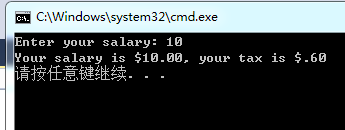 C:\Windows\system32\cmd.exe
Enter your salary: 10
Your salary is $10.00, your tax is $.60
请按任意键继续. . .